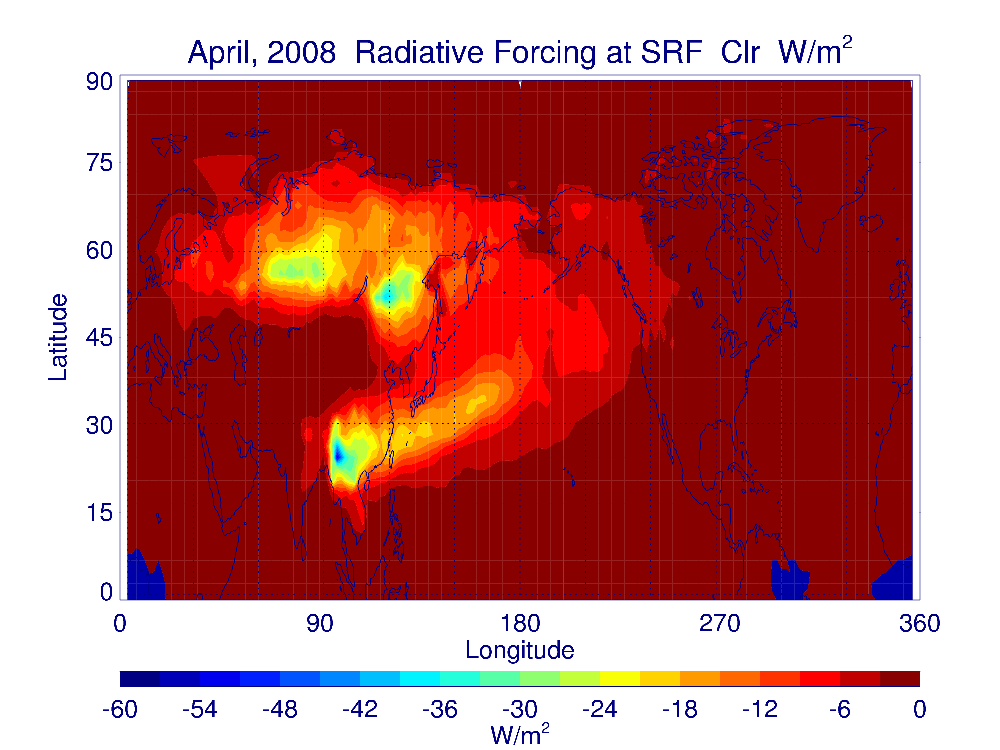 April, 2008 Radiative Forcing at SRF Clr W/m²
90
75
60
45
30
15
0
Latitude
0 90 180 270 360
Longitude
-60 -54 -48 -42 -36 -30 -24 -18 -12 -6 0
W/m²